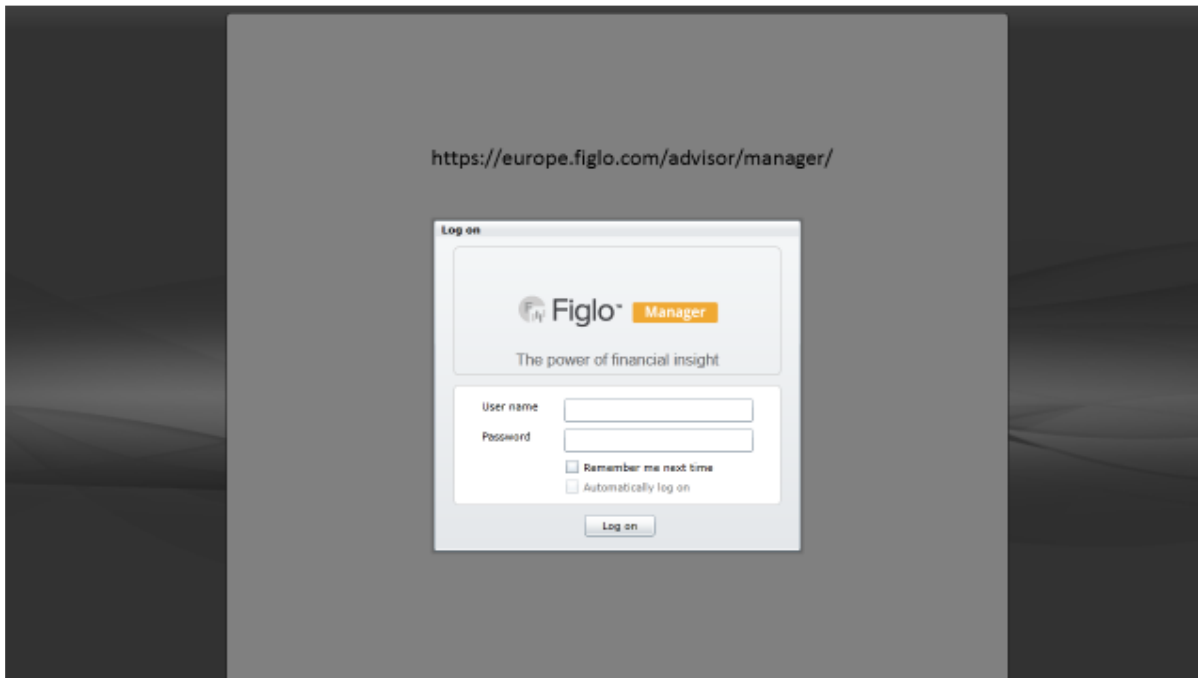 https://europe.figlo.com/advisor/manager/
Log on
Figlo™ Manager
The power of financial insight
User name
Password
Remember me next time
Automatically log on
Log on